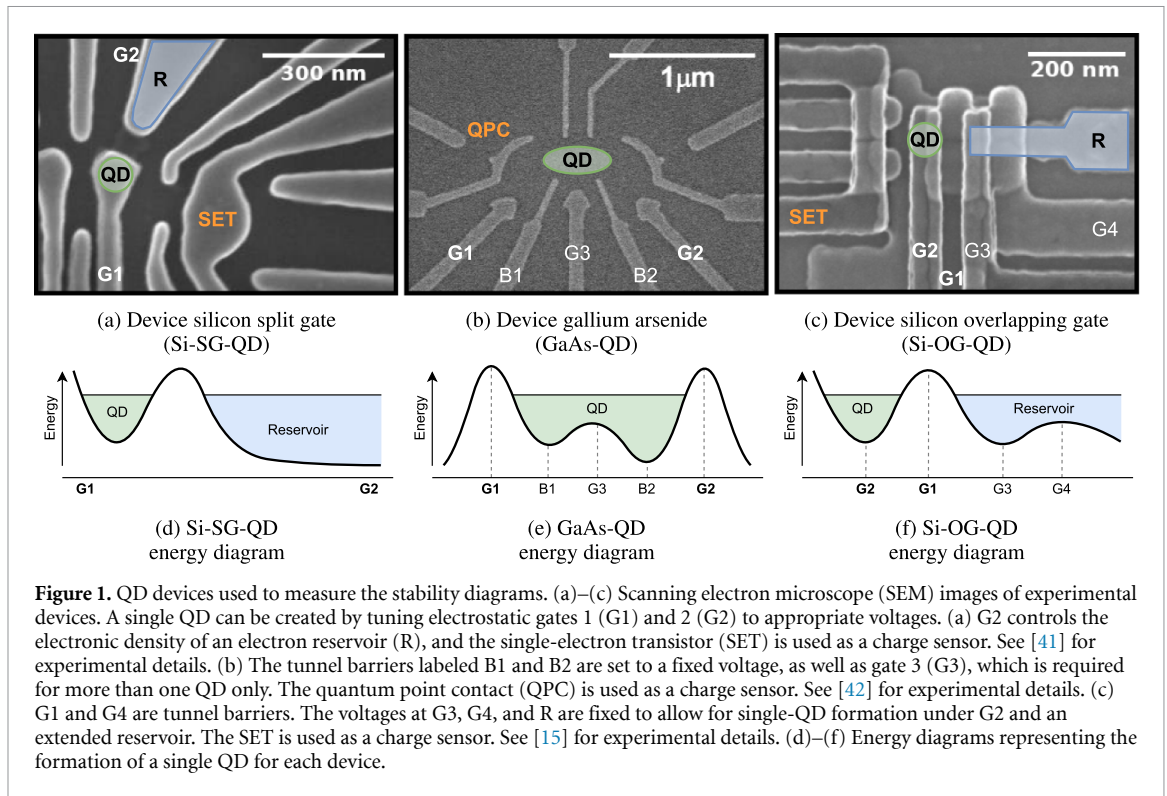 G2
R
300 nm
QD
SET
G1
1μm
QPC
QD
G1
B1
G3
B2
G2
200 nm
QD
R
SET
G2
G1
G3
G4
(a) Device silicon split gate
(Si-SG-QD)
(b) Device gallium arsenide
(GaAs-QD)
(c) Device silicon overlapping gate
(Si-OG-QD)
Energy
QD
Reservoir
G1
G2
Energy
QD
G1
B1
G3
B2
G2
Energy
QD
Reservoir
G2
G1
G3
G4
(d) Si-SG-QD
energy diagram
(e) GaAs-QD
energy diagram
(f) Si-OG-QD
energy diagram
Figure 1. QD devices used to measure the stability diagrams. (a)–(c) Scanning electron microscope (SEM) images of experimental
devices. A single QD can be created by tuning electrostatic gates 1 (G1) and 2 (G2) to appropriate voltages. (a) G2 controls the
electronic density of an electron reservoir (R), and the single-electron transistor (SET) is used as a charge sensor. See [41] for
experimental details. (b) The tunnel barriers labeled B1 and B2 are set to a fixed voltage, as well as gate 3 (G3), which is required
for more than one QD only. The quantum point contact (QPC) is used as a charge sensor. See [42] for experimental details. (c)
G1 and G4 are tunnel barriers. The voltages at G3, G4, and R are fixed to allow for single-QD formation under G2 and an
extended reservoir. The SET is used as a charge sensor. See [15] for experimental details. (d)–(f) Energy diagrams representing the
formation of a single QD for each device.